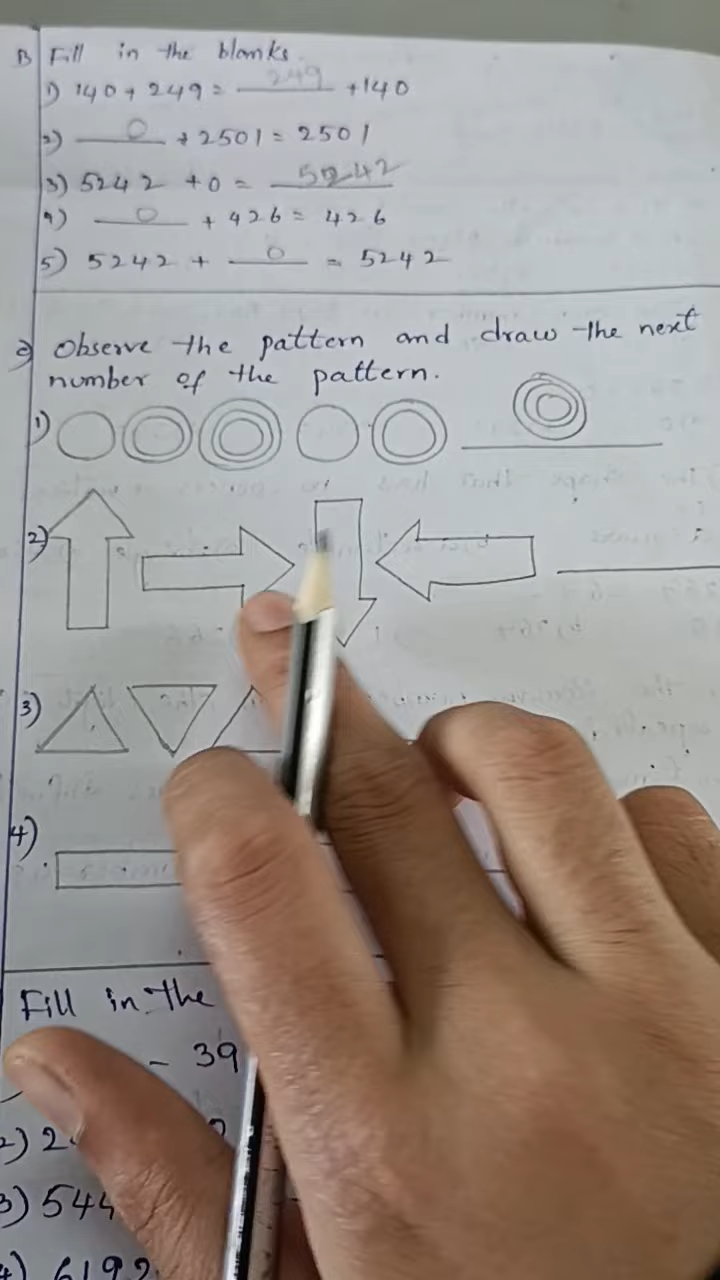 B Fill in the blanks.
1) 140 + 249 = 249 + 140
2) 0 + 2501 = 2501
3) 5242 + 0 = 5242
4) 0 + 426 = 426
5) 5242 + 0 = 5242
c) Observe the pattern and draw the next
number of the pattern.
1)
2)
3)
4)
Fill in the
- 39
2) 2
3) 544
4) 6192